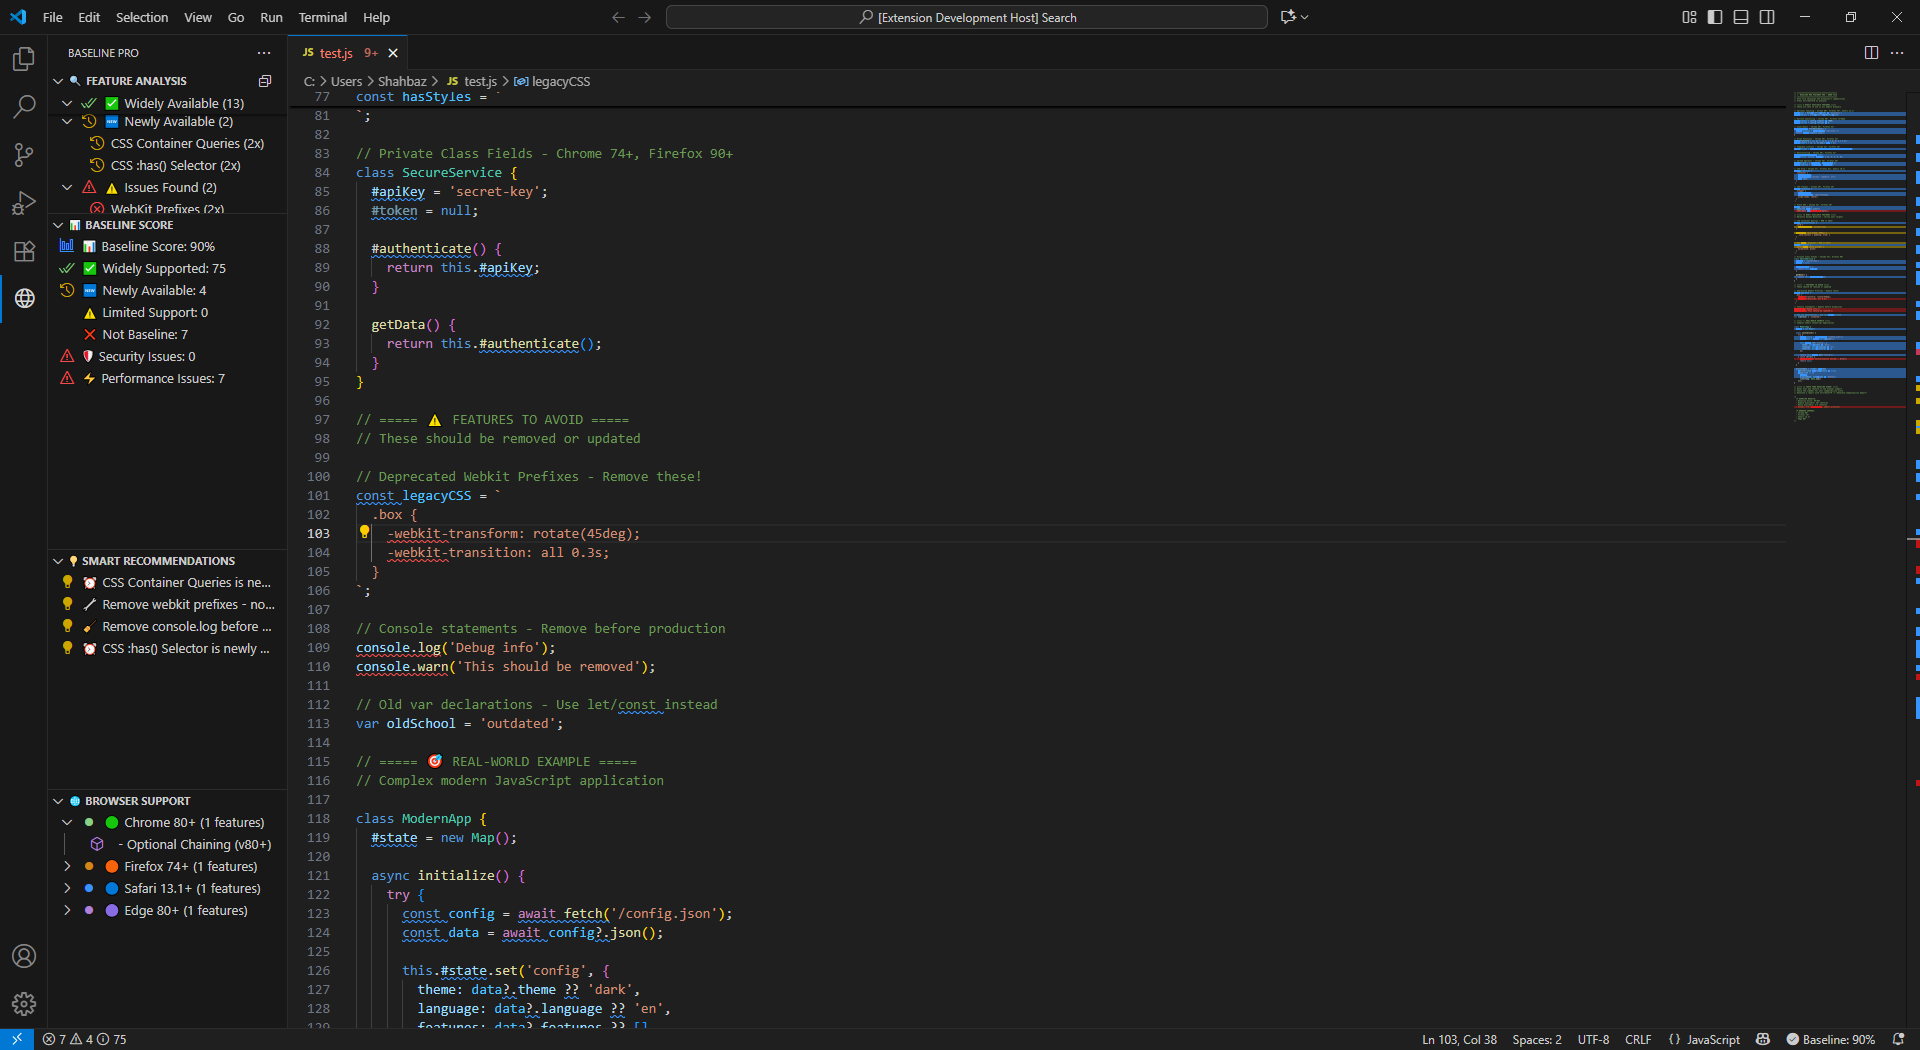 File Edit Selection View Go Run Terminal Help
[Extension Development Host] Search
BASELINE PRO
FEATURE ANALYSIS
Widely Available (13)
Newly Available (2)
CSS Container Queries (2x)
CSS :has() Selector (2x)
Issues Found (2)
WebKit Prefixes (2x)
BASELINE SCORE
Baseline Score: 90%
Widely Supported: 75
Newly Available: 4
Limited Support: 0
Not Baseline: 7
Security Issues: 0
Performance Issues: 7
SMART RECOMMENDATIONS
CSS Container Queries is ne...
Remove webkit prefixes - no...
Remove console.log before ...
CSS :has() Selector is newly ...
BROWSER SUPPORT
Chrome 80+ (1 features)
- Optional Chaining (v80+)
Firefox 74+ (1 features)
Safari 13.1+ (1 features)
Edge 80+ (1 features)
JS test.js 9+
C: > Users > Shahbaz > JS test.js > legacyCSS
77 const hasStyles = `
81 `;
82
83 // Private Class Fields - Chrome 74+, Firefox 90+
84 class SecureService {
85 #apiKey = 'secret-key';
86 #token = null;
87
88 #authenticate() {
89 return this.#apiKey;
90 }
91
92 getData() {
93 return this.#authenticate();
94 }
95 }
96
97 // ===== ⚠️ FEATURES TO AVOID =====
98 // These should be removed or updated
99
100 // Deprecated Webkit Prefixes - Remove these!
101 const legacyCSS = `
102 .box {
103 -webkit-transform: rotate(45deg);
104 -webkit-transition: all 0.3s;
105 }
106 `;
107
108 // Console statements - Remove before production
109 console.log('Debug info');
110 console.warn('This should be removed');
111
112 // Old var declarations - Use let/const instead
113 var oldSchool = 'outdated';
114
115 // ===== 🎯 REAL-WORLD EXAMPLE =====
116 // Complex modern JavaScript application
117
118 class ModernApp {
119 #state = new Map();
120
121 async initialize() {
122 try {
123 const config = await fetch('/config.json');
124 const data = await config?.json();
125
126 this.#state.set('config', {
127 theme: data?.theme ?? 'dark',
128 language: data?.language ?? 'en',
129 features: data?.features ?? []
7 4 75
Ln 103, Col 38 Spaces: 2 UTF-8 CRLF {} JavaScript Baseline: 90%